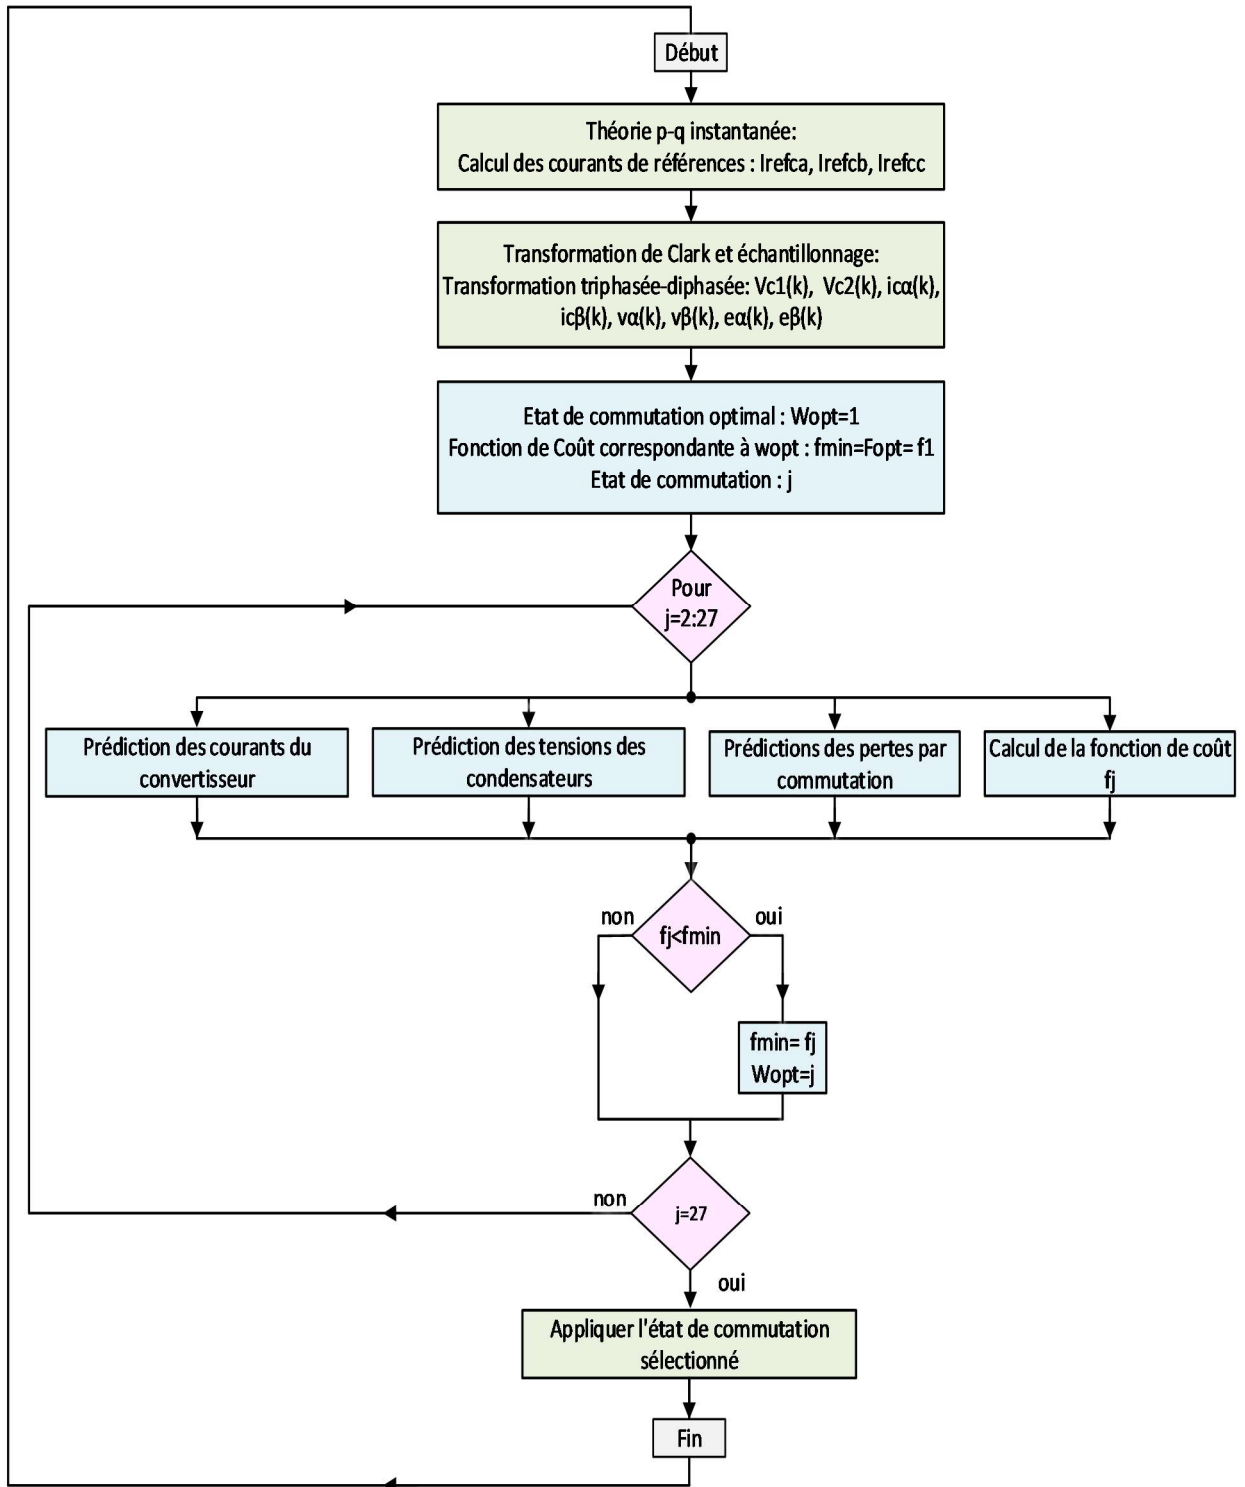 Début
Théorie p-q instantanée:
Calcul des courants de références : Irefca, Irefcb, Irefcc
Transformation de Clark et échantillonnage:
Transformation triphasée-diphasée: Vc1(k), Vc2(k), icα(k),
icβ(k), vα(k), vβ(k), eα(k), eβ(k)
Etat de commutation optimal : Wopt=1
Fonction de Coût correspondante à wopt : fmin=Fopt= f1
Etat de commutation : j
Pour
j=2:27
Prédiction des courants du
convertisseur
Prédiction des tensions des
condensateurs
Prédictions des pertes par
commutation
Calcul de la fonction de coût
fj
non
oui
fj<fmin
fmin= fj
Wopt=j
non
j=27
oui
Appliquer l'état de commutation
sélectionné
Fin